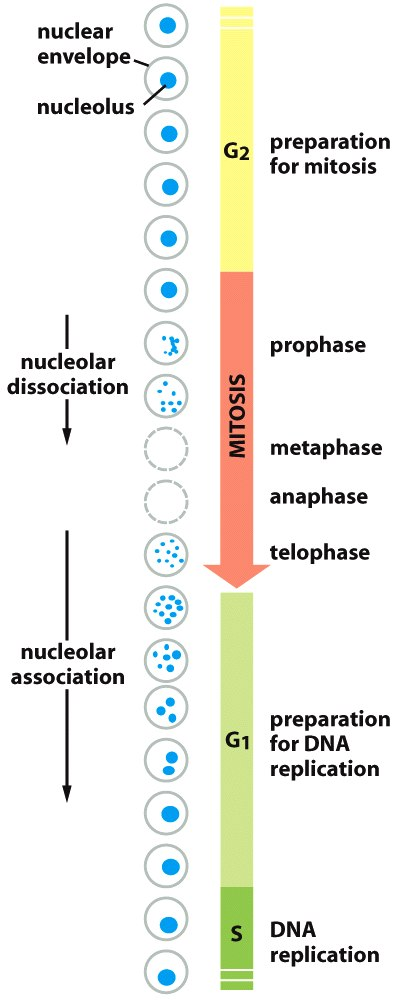 nuclear
envelope
nucleolus
G2
preparation
for mitosis
nucleolar
dissociation
MITOSIS
prophase
metaphase
anaphase
telophase
nucleolar
association
G1
preparation
for DNA
replication
S
DNA
replication